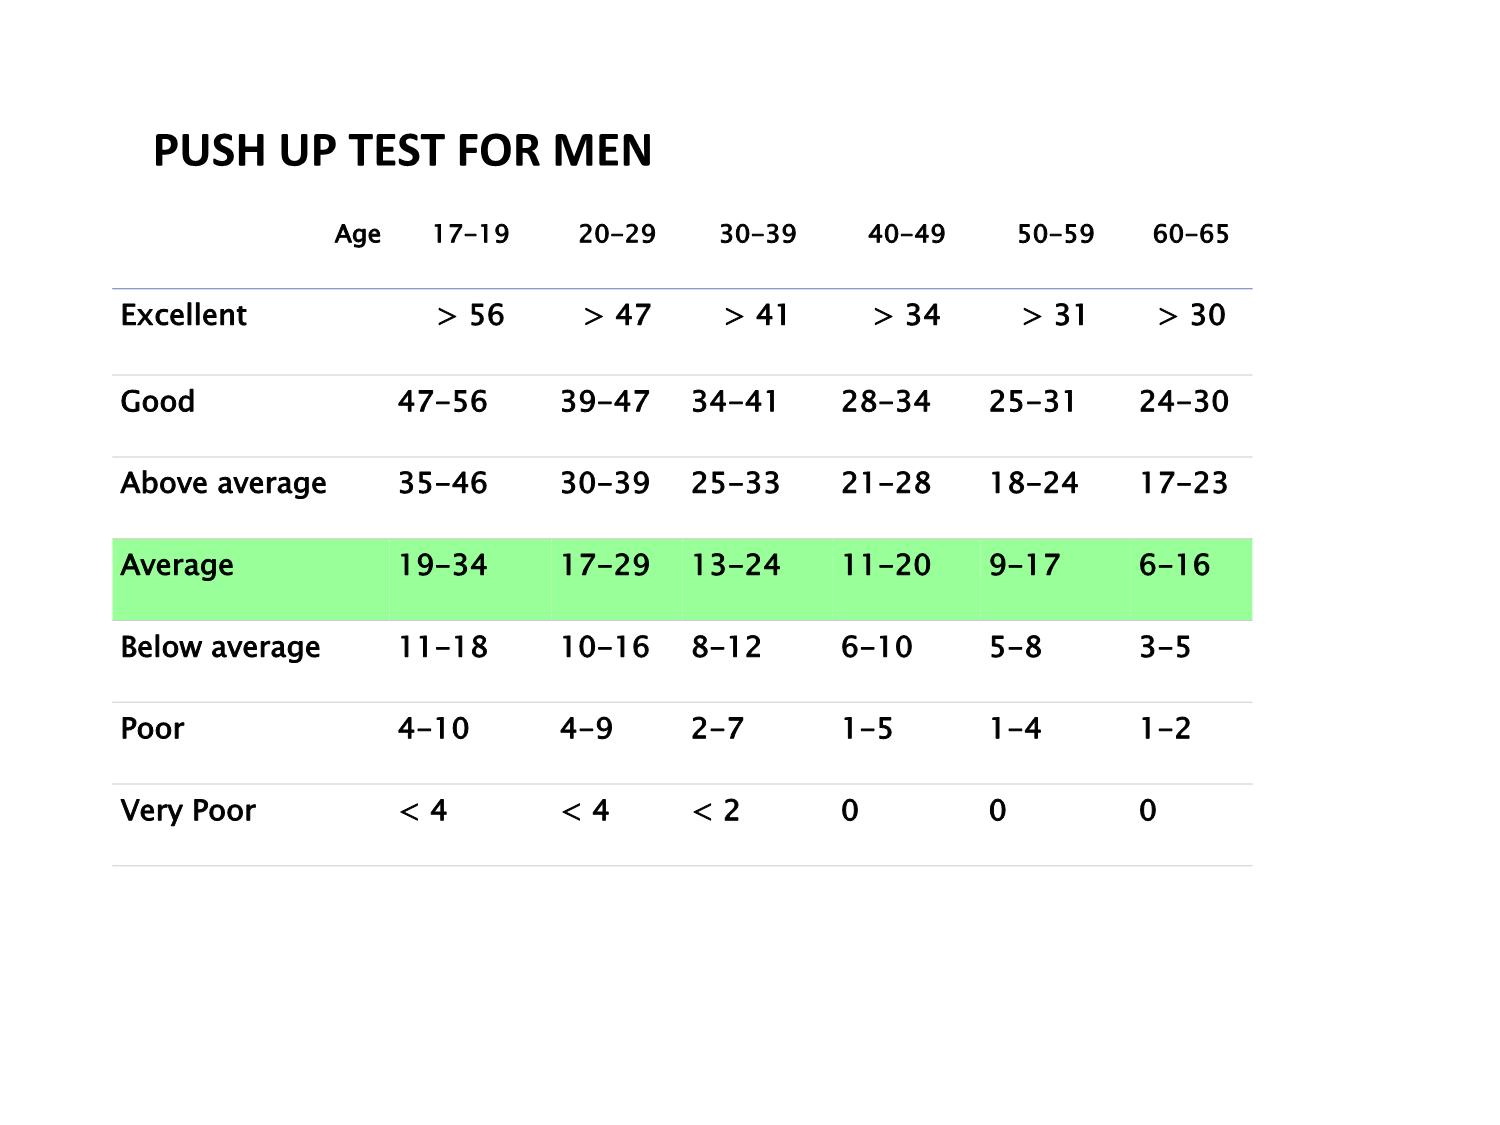 PUSH UP TEST FOR MEN
Age 17–19 20–29 30–39 40–49 50–59 60–65
Excellent > 56 > 47 > 41 > 34 > 31 > 30
Good 47–56 39–47 34–41 28–34 25–31 24–30
Above average 35–46 30–39 25–33 21–28 18–24 17–23
Average 19–34 17–29 13–24 11–20 9–17 6–16
Below average 11–18 10–16 8–12 6–10 5–8 3–5
Poor 4–10 4–9 2–7 1–5 1–4 1–2
Very Poor < 4 < 4 < 2 0 0 0